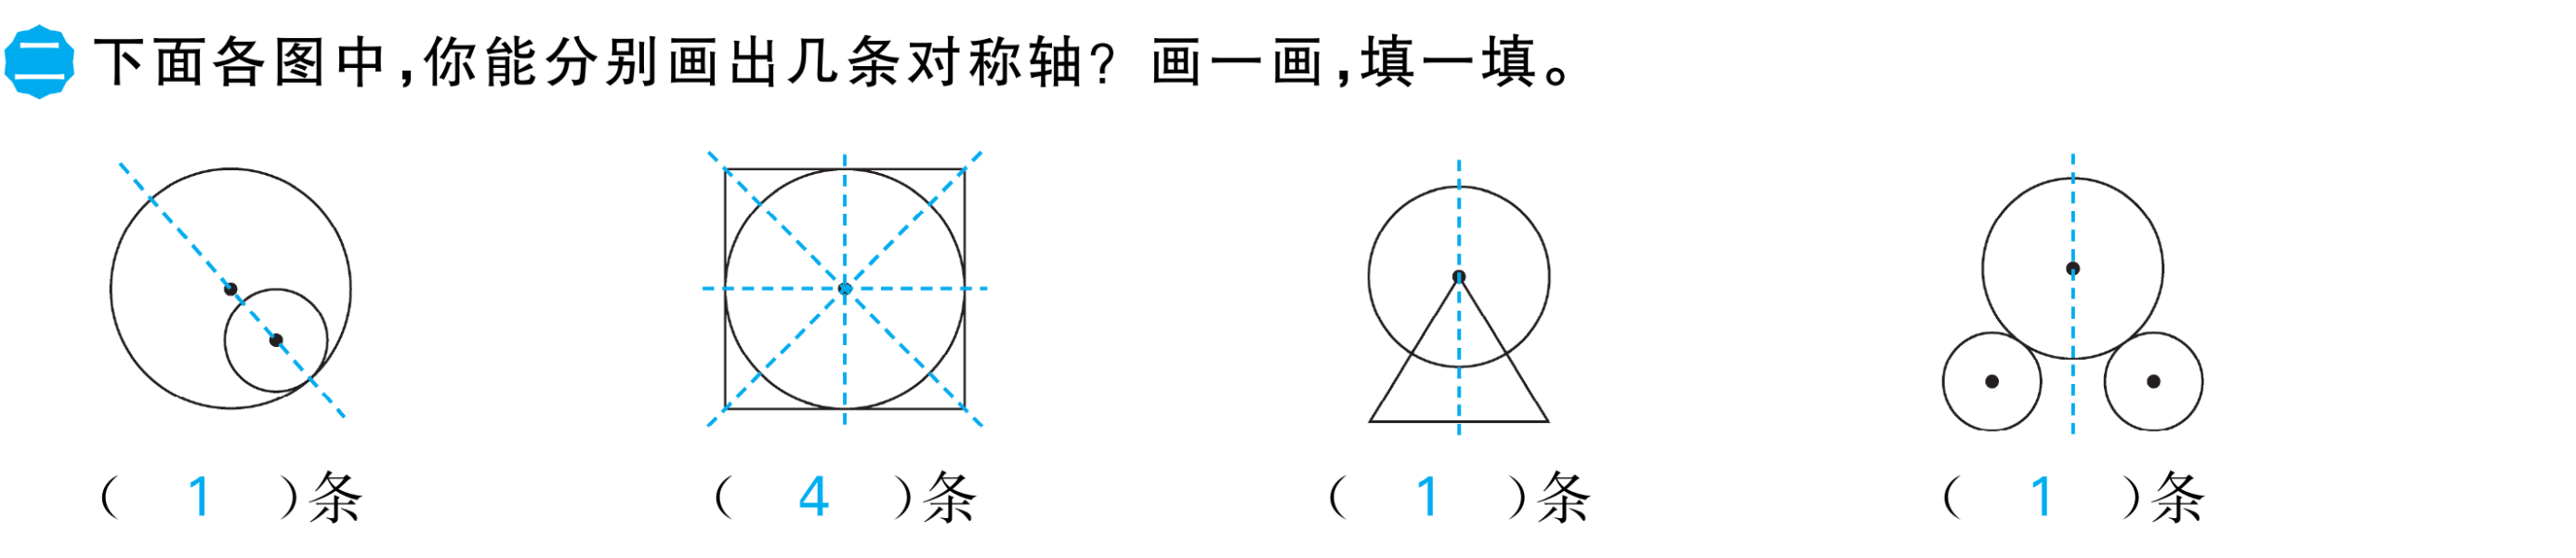 二 下面各图中,你能分别画出几条对称轴? 画一画,填一填。
( 1 )条 ( 4 )条 ( 1 )条 ( 1 )条